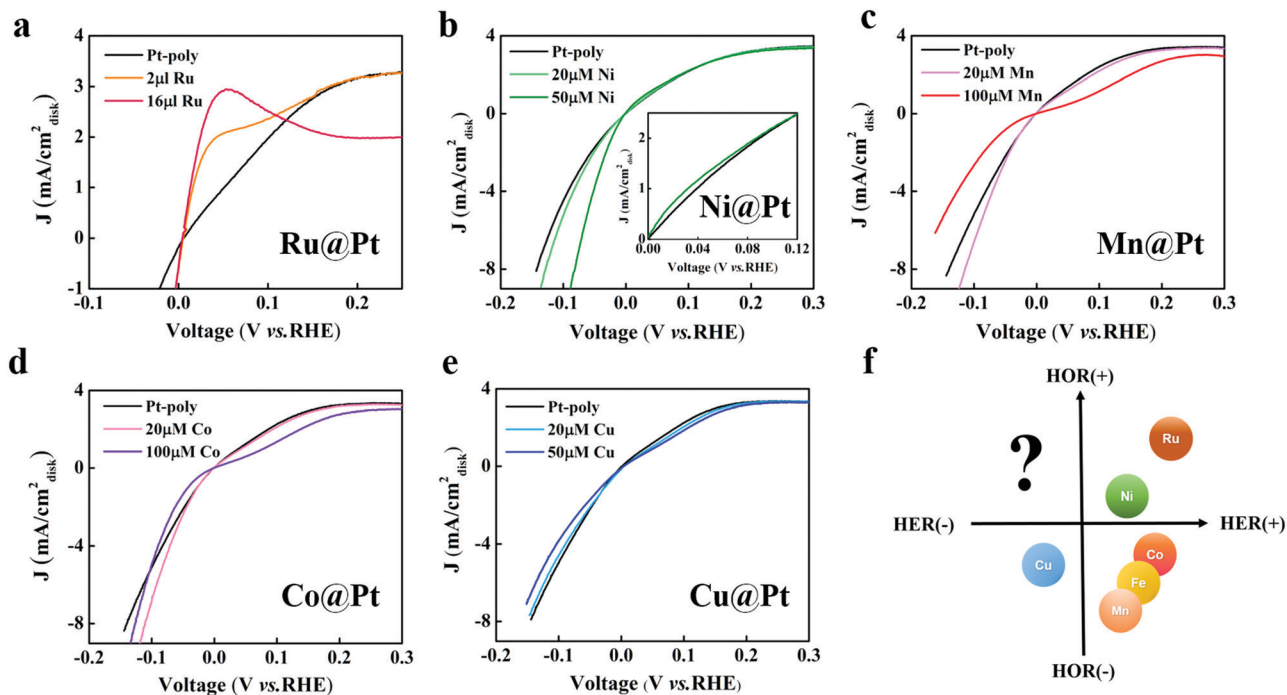 a
Pt-poly
2μl Ru
16μl Ru
4
3
2
1
0
-1
-0.1
0.0
0.1
0.2
J (mA/cm²disk)
Voltage (V vs.RHE)
Ru@Pt
b
Pt-poly
20μM Ni
50μM Ni
4
0
-4
-8
-0.2
-0.1
0.0
0.1
0.2
0.3
J (mA/cm²disk)
Voltage (V vs.RHE)
2
1
0
0.00
0.04
0.08
0.12
J (mA/cm²disk)
Voltage (V vs.RHE)
Ni@Pt
c
Pt-poly
20μM Mn
100μM Mn
4
0
-4
-8
-0.2
-0.1
0.0
0.1
0.2
0.3
J (mA/cm²disk)
Voltage (V vs.RHE)
Mn@Pt
d
Pt-poly
20μM Co
100μM Co
4
0
-4
-8
-0.2
-0.1
0.0
0.1
0.2
0.3
J (mA/cm²disk)
Voltage (V vs.RHE)
Co@Pt
e
Pt-poly
20μM Cu
50μM Cu
4
0
-4
-8
-0.2
-0.1
0.0
0.1
0.2
0.3
J (mA/cm²disk)
Voltage (V vs.RHE)
Cu@Pt
f
HOR(+)
?
Ru
Ni
HER(-)
HER(+)
Cu
Co
Fe
Mn
HOR(-)